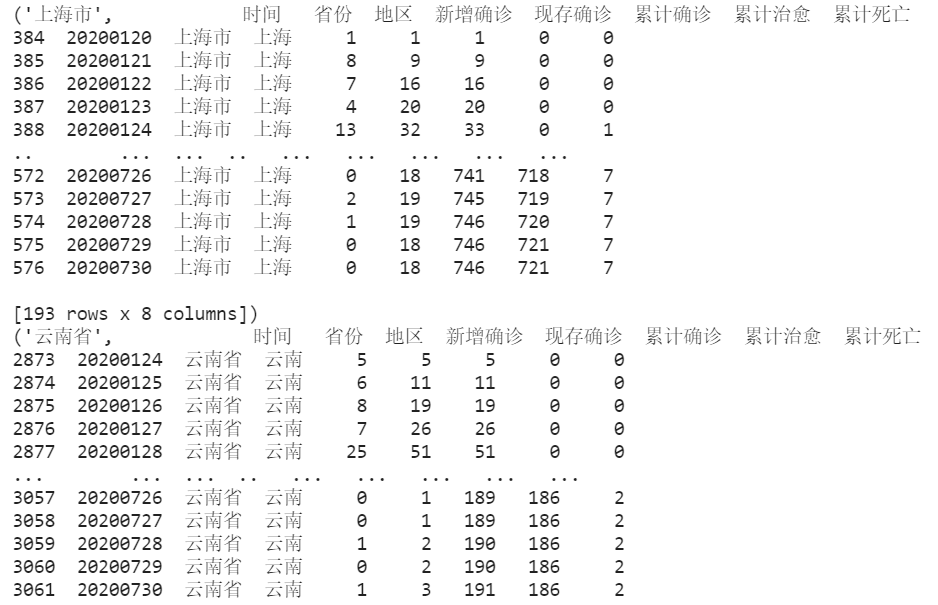 ('上海市', 时间 省份 地区 新增确诊 现存确诊 累计确诊 累计治愈 累计死亡
384 20200120 上海市 上海 1 1 1 0 0
385 20200121 上海市 上海 8 9 9 0 0
386 20200122 上海市 上海 7 16 16 0 0
387 20200123 上海市 上海 4 20 20 0 0
388 20200124 上海市 上海 13 32 33 0 1
.. ... ... .. ... ... ... ... ...
572 20200726 上海市 上海 0 18 741 718 7
573 20200727 上海市 上海 2 19 745 719 7
574 20200728 上海市 上海 1 19 746 720 7
575 20200729 上海市 上海 0 18 746 721 7
576 20200730 上海市 上海 0 18 746 721 7
[193 rows x 8 columns])
('云南省', 时间 省份 地区 新增确诊 现存确诊 累计确诊 累计治愈 累计死亡
2873 20200124 云南省 云南 5 5 5 0 0
2874 20200125 云南省 云南 6 11 11 0 0
2875 20200126 云南省 云南 8 19 19 0 0
2876 20200127 云南省 云南 7 26 26 0 0
2877 20200128 云南省 云南 25 51 51 0 0
... ... ... .. ... ... ... ... ...
3057 20200726 云南省 云南 0 1 189 186 2
3058 20200727 云南省 云南 0 1 189 186 2
3059 20200728 云南省 云南 1 2 190 186 2
3060 20200729 云南省 云南 0 2 190 186 2
3061 20200730 云南省 云南 1 3 191 186 2